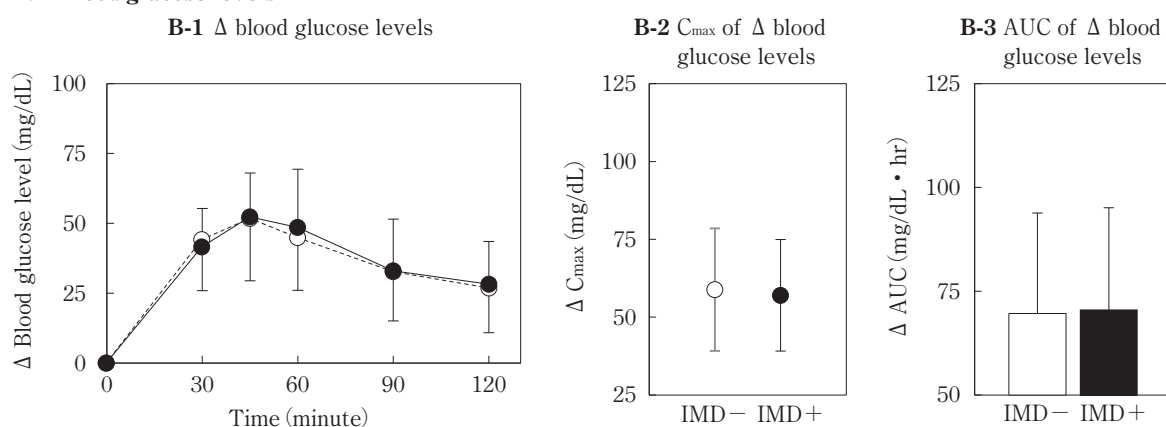 B-1 Δ blood glucose levels
Δ Blood glucose level (mg/dL)
100
75
50
25
0
0 30 60 90 120
Time (minute)
B-2 Cmax of Δ blood
glucose levels
Δ Cmax (mg/dL)
125
100
75
50
25
IMD− IMD+
B-3 AUC of Δ blood
glucose levels
Δ AUC (mg/dL • hr)
125
100
75
50
IMD− IMD+